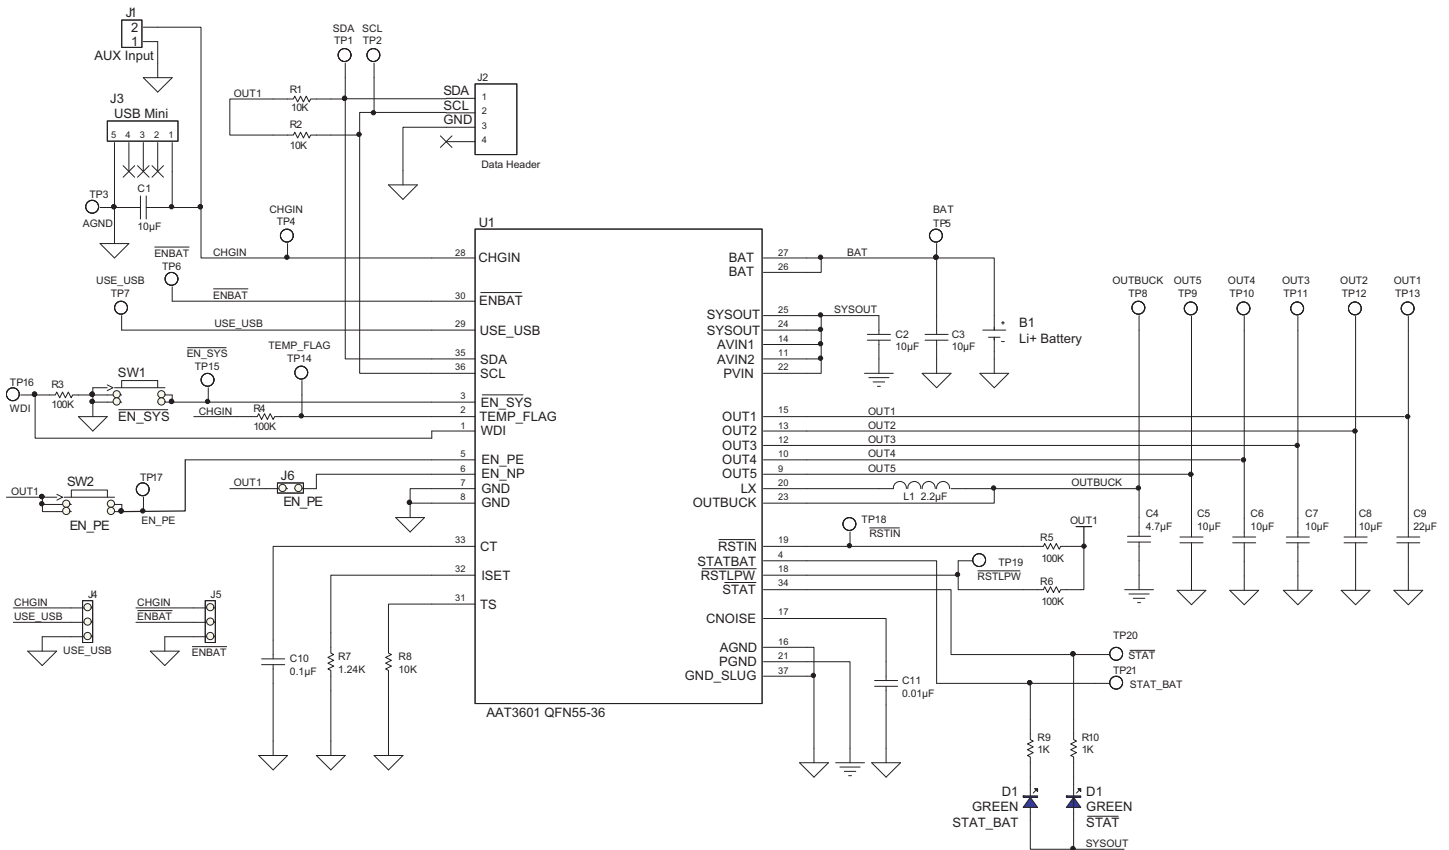 J1
2
1
AUX Input
J3
USB Mini
5 4 3 2 1
TP3
AGND
C1
10µF
SDA
TP1
SCL
TP2
OUT1
R1
10K
R2
10K
J2
SDA 1
SCL 2
GND 3
4
Data Header
CHGIN
TP4
ENBAT
TP6
USE_USB
TP7
CHGIN
ENBAT
USE_USB
TEMP_FLAG
TP14
EN_SYS
TP15
TP16
WDI
R3
100K
SW1
EN_SYS
CHGIN
R4
100K
SW2
OUT1
EN_PE
TP17
EN_PE
OUT1
J6
EN_PE
U1
28 CHGIN
30 ENBAT
29 USE_USB
35 SDA
36 SCL
3 EN_SYS
2 TEMP_FLAG
1 WDI
5 EN_PE
6 EN_NP
7 GND
8 GND
33 CT
32 ISET
31 TS
BAT 27
BAT 26
SYSOUT 25
SYSOUT 24
AVIN1 14
AVIN2 11
PVIN 22
OUT1 15
OUT2 13
OUT3 12
OUT4 10
OUT5 9
LX 20
OUTBUCK 23
RSTIN 19
STATBAT 4
RSTLPW 18
STAT 34
CNOISE 17
AGND 16
PGND 21
GND_SLUG 37
AAT3601 QFN55-36
BAT
BAT
TP5
SYSOUT
C2
10µF
C3
10µF
B1
Li+ Battery
+
-
OUTBUCK
TP8
OUT5
TP9
OUT4
TP10
OUT3
TP11
OUT2
TP12
OUT1
TP13
OUT1
OUT2
OUT3
OUT4
OUT5
L1 2.2µF
OUTBUCK
C4
4.7µF
C5
10µF
C6
10µF
C7
10µF
C8
10µF
C9
22µF
TP18
RSTIN
OUT1
R5
100K
TP19
RSTLPW
R6
100K
J4
CHGIN
USE_USB
USE_USB
J5
CHGIN
ENBAT
ENBAT
C10
0.1µF
R7
1.24K
R8
10K
C11
0.01µF
TP20
STAT
TP21
STAT_BAT
R9
1K
R10
1K
D1
GREEN
STAT_BAT
D1
GREEN
STAT
SYSOUT